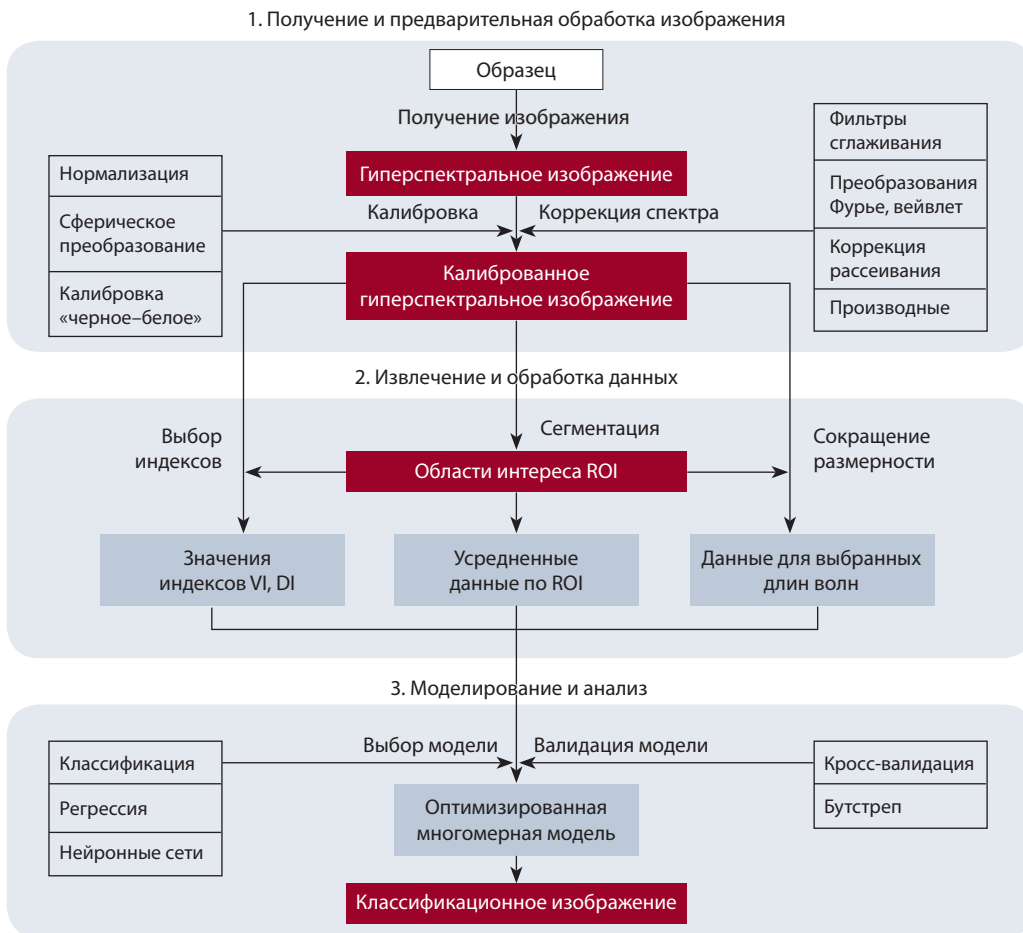 1. Получение и предварительная обработка изображения
Образец
Получение изображения
Гиперспектральное изображение
Нормализация
Сферическое
преобразование
Калибровка
«черное–белое»
Калибровка
Коррекция спектра
Фильтры
сглаживания
Преобразования
Фурье, вейвлет
Коррекция
рассеивания
Производные
Калиброванное
гиперспектральное изображение
2. Извлечение и обработка данных
Выбор
индексов
Сегментация
Сокращение
размерности
Области интереса ROI
Значения
индексов VI, DI
Усредненные
данные по ROI
Данные для выбранных
длин волн
3. Моделирование и анализ
Классификация
Регрессия
Нейронные сети
Выбор модели
Валидация модели
Кросс-валидация
Бутстреп
Оптимизированная
многомерная модель
Классификационное изображение